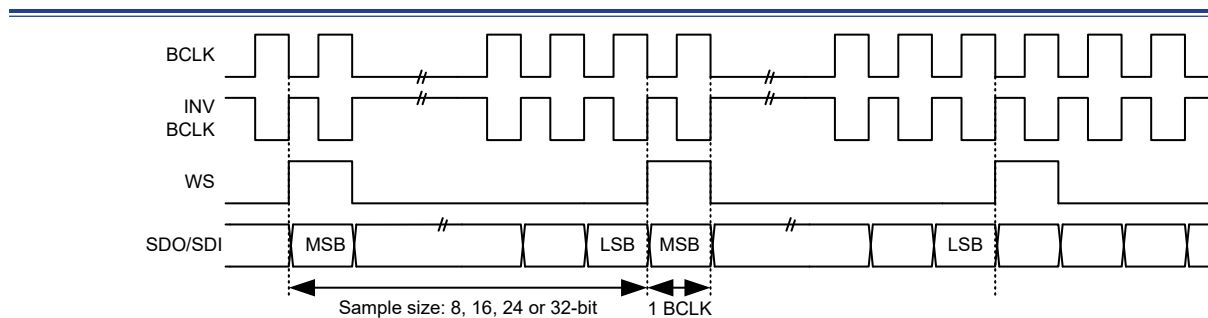 BCLK
INV
BCLK
WS
SDO/SDI
MSB
LSB
MSB
LSB
Sample size: 8, 16, 24 or 32-bit
1 BCLK